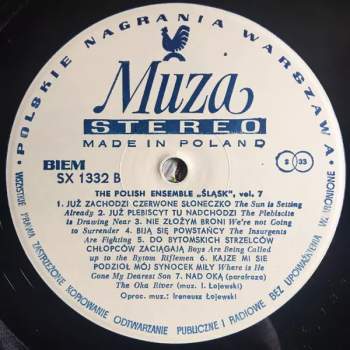 POLSKIE NAGRANIA WARSZAWA
Muza
STEREO
MADE IN POLAND
BIEM
SX 1332 B
S 33
THE POLISH ENSEMBLE „ŚLĄSK", vol. 7
1. JUŻ ZACHODZI CZERWONE SŁONECZKO The Sun is Setting
Already 2. JUŻ PLEBISCYT TU NADCHODZI The Plebiscite
is Drawing Near 3. NIE ZŁOŻYM BRONI We're not Going
to Surrender 4. BIJĄ SIĘ POWSTAŃCY The Insurgents
Are Fighting 5. DO BYTOMSKICH STRZELCÓW
CHŁOPCÓW ZACIĄGAJĄ Boys Are Being Called
up to the Bytom Riflemen 6. KAJŻE MI SIE
PODZIOŁ MÓJ SYNOCEK MIŁY Where is He
Gone My Dearest Son 7. NAD OKĄ (parafraza)
The Oka River (muz. I. Łojewski)
Oprac. muz.: Ireneusz Łojewski
WSZYSTKIE PRAWA ZASTRZEŻONE KOPIOWANIE ODTWARZANIE PUBLICZNE I RADIOWE BEZ UPOWAŻNIENIA WZBRONIONE